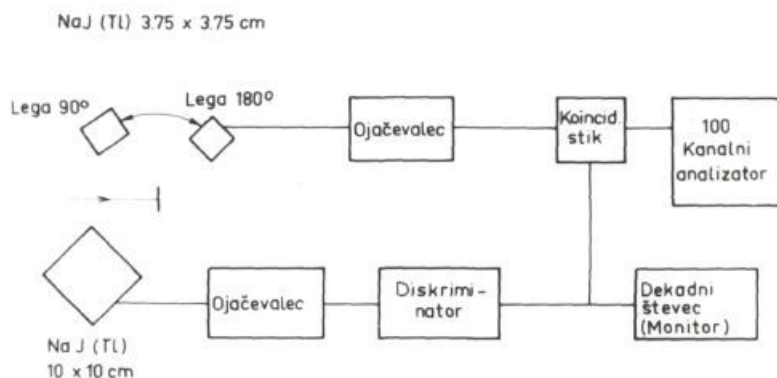 NaJ (Tl) 3.75 x 3.75 cm
Lega 90°
Lega 180°
Ojačevalec
Koincid.
stik
100
Kanalni
analizator
Ojačevalec
Diskrimi-
nator
Dekadni
števec
(Monitor)
NaJ (Tl)
10 x 10 cm